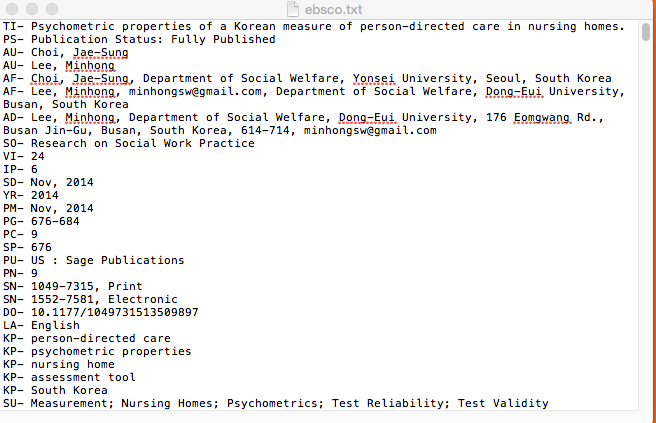 ebsco.txt
TI- Psychometric properties of a Korean measure of person-directed care in nursing homes.
PS- Publication Status: Fully Published
AU- Choi, Jae-Sung
AU- Lee, Minhong
AF- Choi, Jae-Sung, Department of Social Welfare, Yonsei University, Seoul, South Korea
AF- Lee, Minhong, minhongsw@gmail.com, Department of Social Welfare, Dong-Eui University,
Busan, South Korea
AD- Lee, Minhong, Department of Social Welfare, Dong-Eui University, 176 Eomgwang Rd.,
Busan Jin-Gu, Busan, South Korea, 614-714, minhongsw@gmail.com
SO- Research on Social Work Practice
VI- 24
IP- 6
SD- Nov, 2014
YR- 2014
PM- Nov, 2014
PG- 676-684
PC- 9
SP- 676
PU- US : Sage Publications
PN- 9
SN- 1049-7315, Print
SN- 1552-7581, Electronic
DO- 10.1177/1049731513509897
LA- English
KP- person-directed care
KP- psychometric properties
KP- nursing home
KP- assessment tool
KP- South Korea
SU- Measurement; Nursing Homes; Psychometrics; Test Reliability; Test Validity